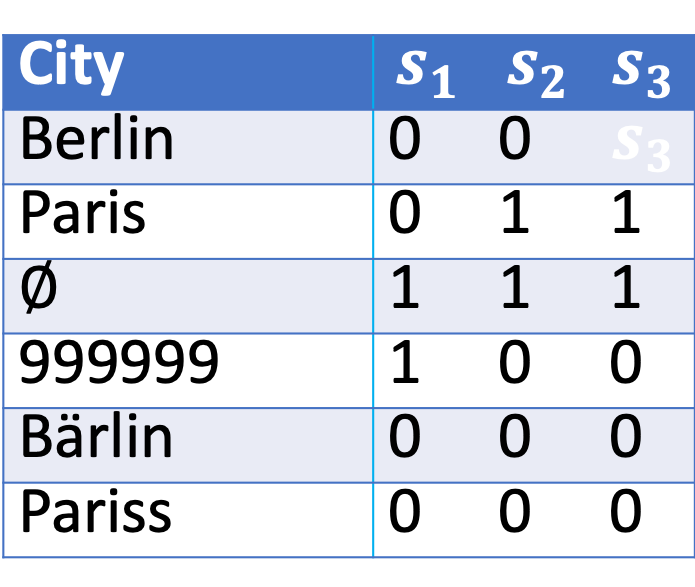 City s₁ s₂ s₃
Berlin 0 0 s₃
Paris 0 1 1
Ø 1 1 1
999999 1 0 0
Bärlin 0 0 0
Pariss 0 0 0